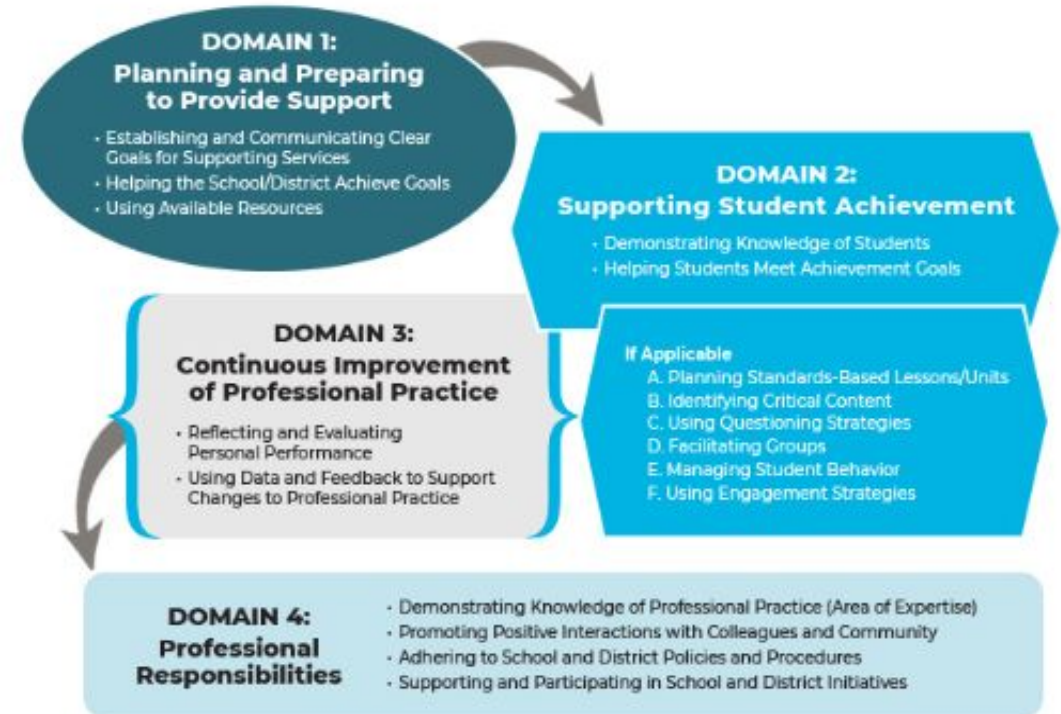 DOMAIN 1:
Planning and Preparing
to Provide Support
• Establishing and Communicating Clear
Goals for Supporting Services
• Helping the School/District Achieve Goals
• Using Available Resources
DOMAIN 2:
Supporting Student Achievement
• Demonstrating Knowledge of Students
• Helping Students Meet Achievement Goals
If Applicable
A. Planning Standards-Based Lessons/Units
B. Identifying Critical Content
C. Using Questioning Strategies
D. Facilitating Groups
E. Managing Student Behavior
F. Using Engagement Strategies
DOMAIN 3:
Continuous Improvement
of Professional Practice
• Reflecting and Evaluating
Personal Performance
• Using Data and Feedback to Support
Changes to Professional Practice
DOMAIN 4:
Professional
Responsibilities
• Demonstrating Knowledge of Professional Practice (Area of Expertise)
• Promoting Positive Interactions with Colleagues and Community
• Adhering to School and District Policies and Procedures
• Supporting and Participating in School and District Initiatives